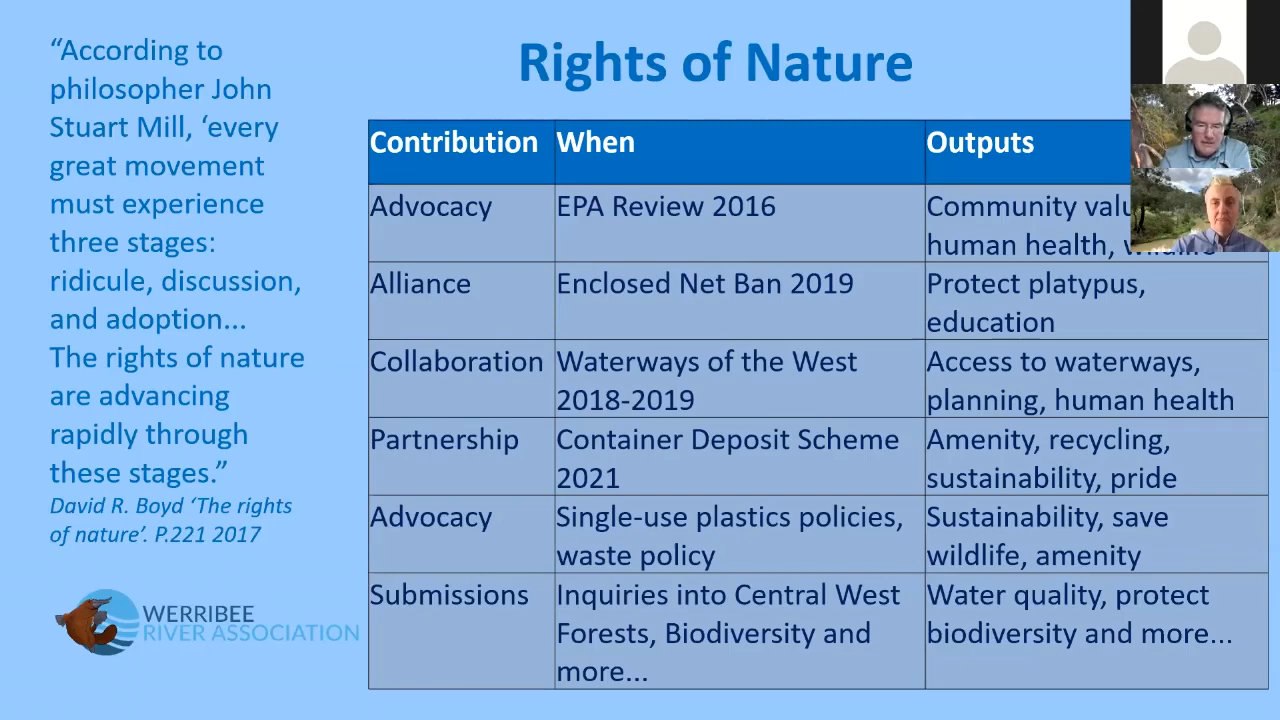 “According to
philosopher John
Stuart Mill, ‘every
great movement
must experience
three stages:
ridicule, discussion,
and adoption...
The rights of nature
are advancing
rapidly through
these stages.”
David R. Boyd ‘The rights
of nature’. P.221 2017
WERRIBEE
RIVER ASSOCIATION
Rights of Nature
Contribution When Outputs
Advocacy EPA Review 2016 Community
human health,
Alliance Enclosed Net Ban 2019 Protect platypus,
education
Collaboration Waterways of the West Access to waterways,
2018-2019 planning, human health
Partnership Container Deposit Scheme Amenity, recycling,
2021 sustainability, pride
Advocacy Single-use plastics policies, Sustainability, save
waste policy wildlife, amenity
Submissions Inquiries into Central West Water quality, protect
Forests, Biodiversity and biodiversity and more...
more...